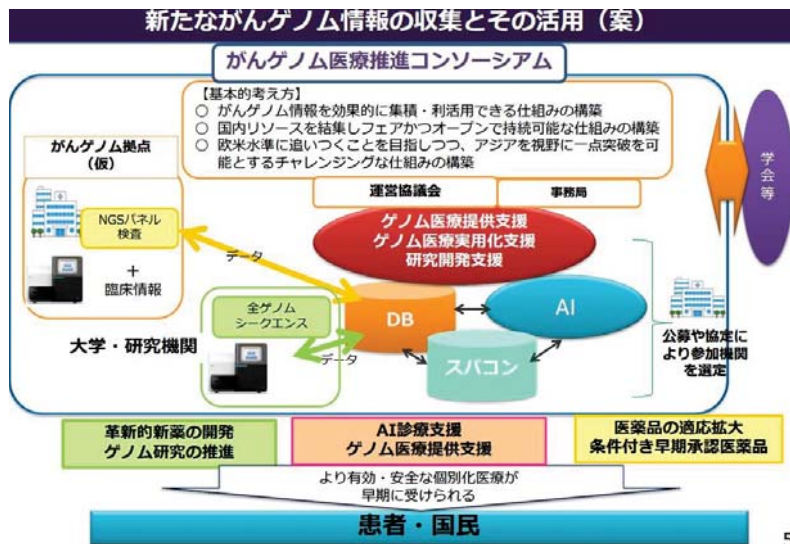 新たながんゲノム情報の収集とその活用（案）
がんゲノム医療推進コンソーシアム
【基本的考え方】
○ がんゲノム情報を効果的に集積・利活用できる仕組みの構築
○ 国内リソースを結集しフェアかつオープンで持続可能な仕組みの構築
○ 欧米水準に追いつくことを目指しつつ、アジアを視野に一点突破を可
能とするチャレンジングな仕組みの構築
がんゲノム拠点
（仮）
NGSパネル
検査
＋
臨床情報
運営協議会
事務局
学会等
ゲノム医療提供支援
ゲノム医療実用化支援
研究開発支援
データ
全ゲノム
シークエンス
DB
AI
スパコン
データ
大学・研究機関
公募や協定に
より参加機関
を選定
革新的新薬の開発
ゲノム研究の推進
AI診療支援
ゲノム医療提供支援
医薬品の適応拡大
条件付き早期承認医薬品
より有効・安全な個別化医療が
早期に受けられる
患者・国民